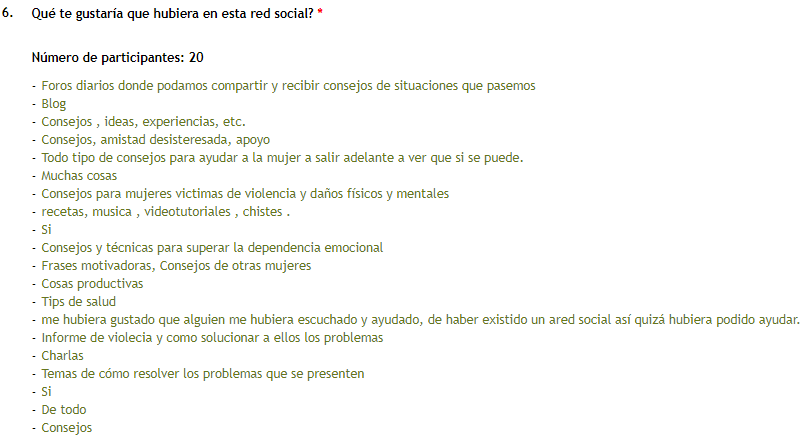 6. Qué te gustaría que hubiera en esta red social? *
Número de participantes: 20
- Foros diarios donde podamos compartir y recibir consejos de situaciones que pasemos
- Blog
- Consejos , ideas, experiencias, etc.
- Consejos, amistad desisteresada, apoyo
- Todo tipo de consejos para ayudar a la mujer a salir adelante a ver que si se puede.
- Muchas cosas
- Consejos para mujeres victimas de violencia y daños físicos y mentales
- recetas, musica , videotutoriales , chistes .
- Si
- Consejos y técnicas para superar la dependencia emocional
- Frases motivadoras, Consejos de otras mujeres
- Cosas productivas
- Tips de salud
- me hubiera gustado que alguien me hubiera escuchado y ayudado, de haber existido un ared social así quizá hubiera podido ayudar.
- Informe de violecia y como solucionar a ellos los problemas
- Charlas
- Temas de cómo resolver los problemas que se presenten
- Si
- De todo
- Consejos